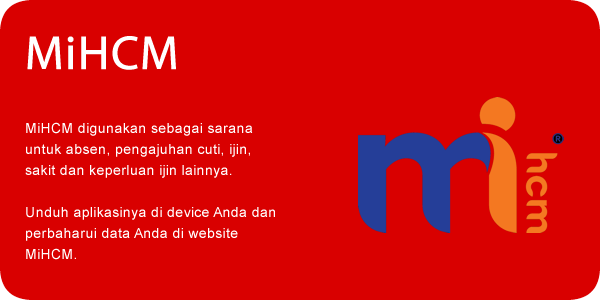 MiHCM
MiHCM digunakan sebagai sarana
untuk absen, pengajuhan cuti, ijin,
sakit dan keperluan ijin lainnya.
Unduh aplikasinya di device Anda dan
perbaharui data Anda di website
MiHCM.
mi
hcm
®